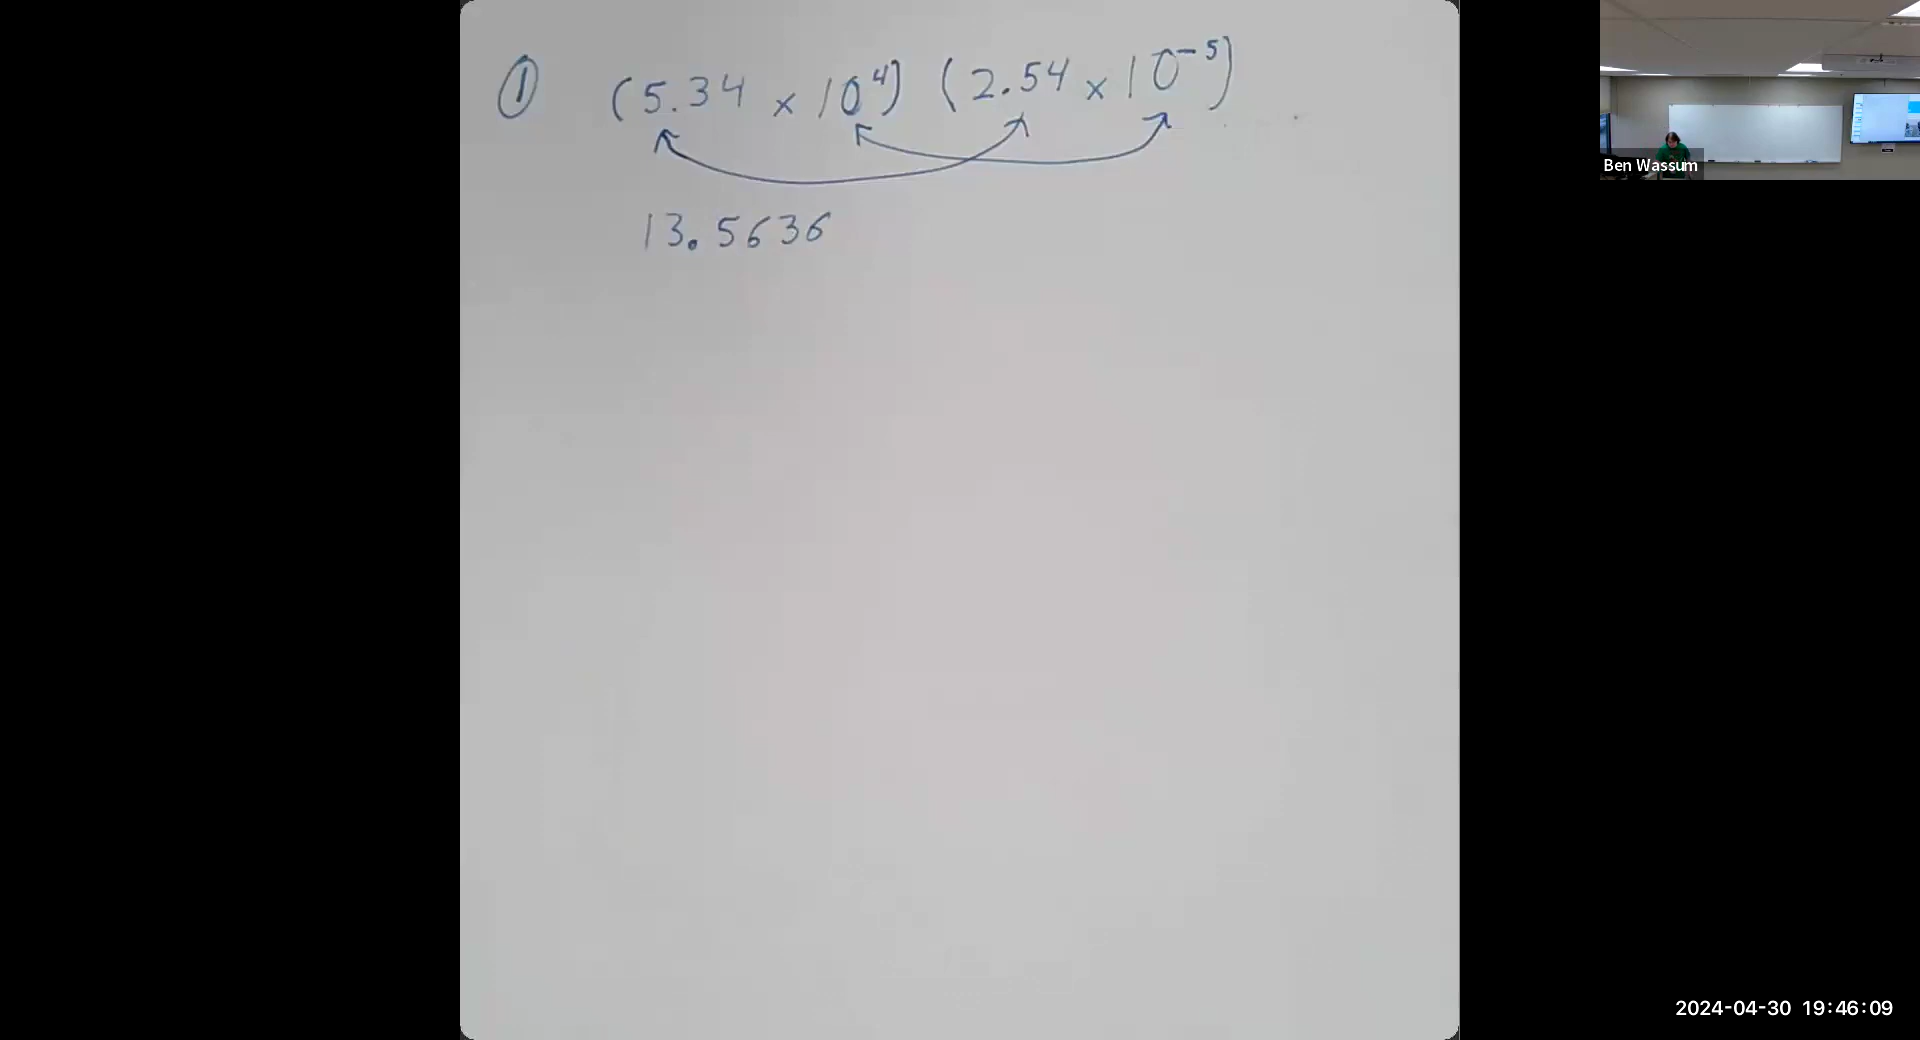 ① (5.34 x 10⁴) (2.54 x 10⁻⁵)
13.5636
Ben Wassum
2024-04-30 19:46:09